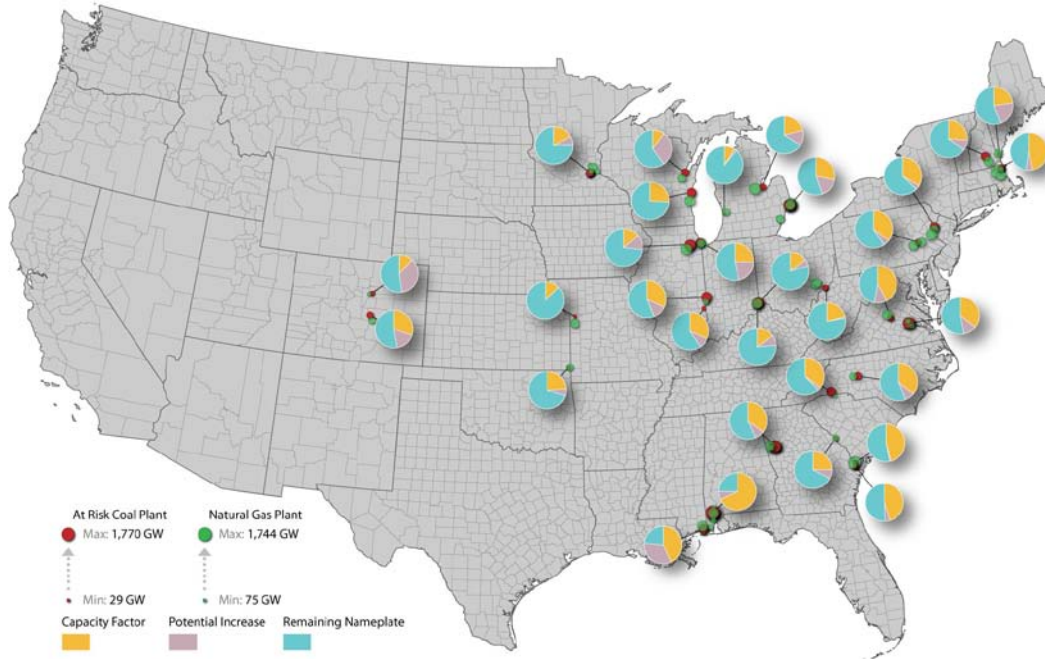 At Risk Coal Plant Natural Gas Plant
Max: 1,770 GW Max: 1,744 GW
Min: 29 GW Min: 75 GW
Capacity Factor Potential Increase Remaining Nameplate